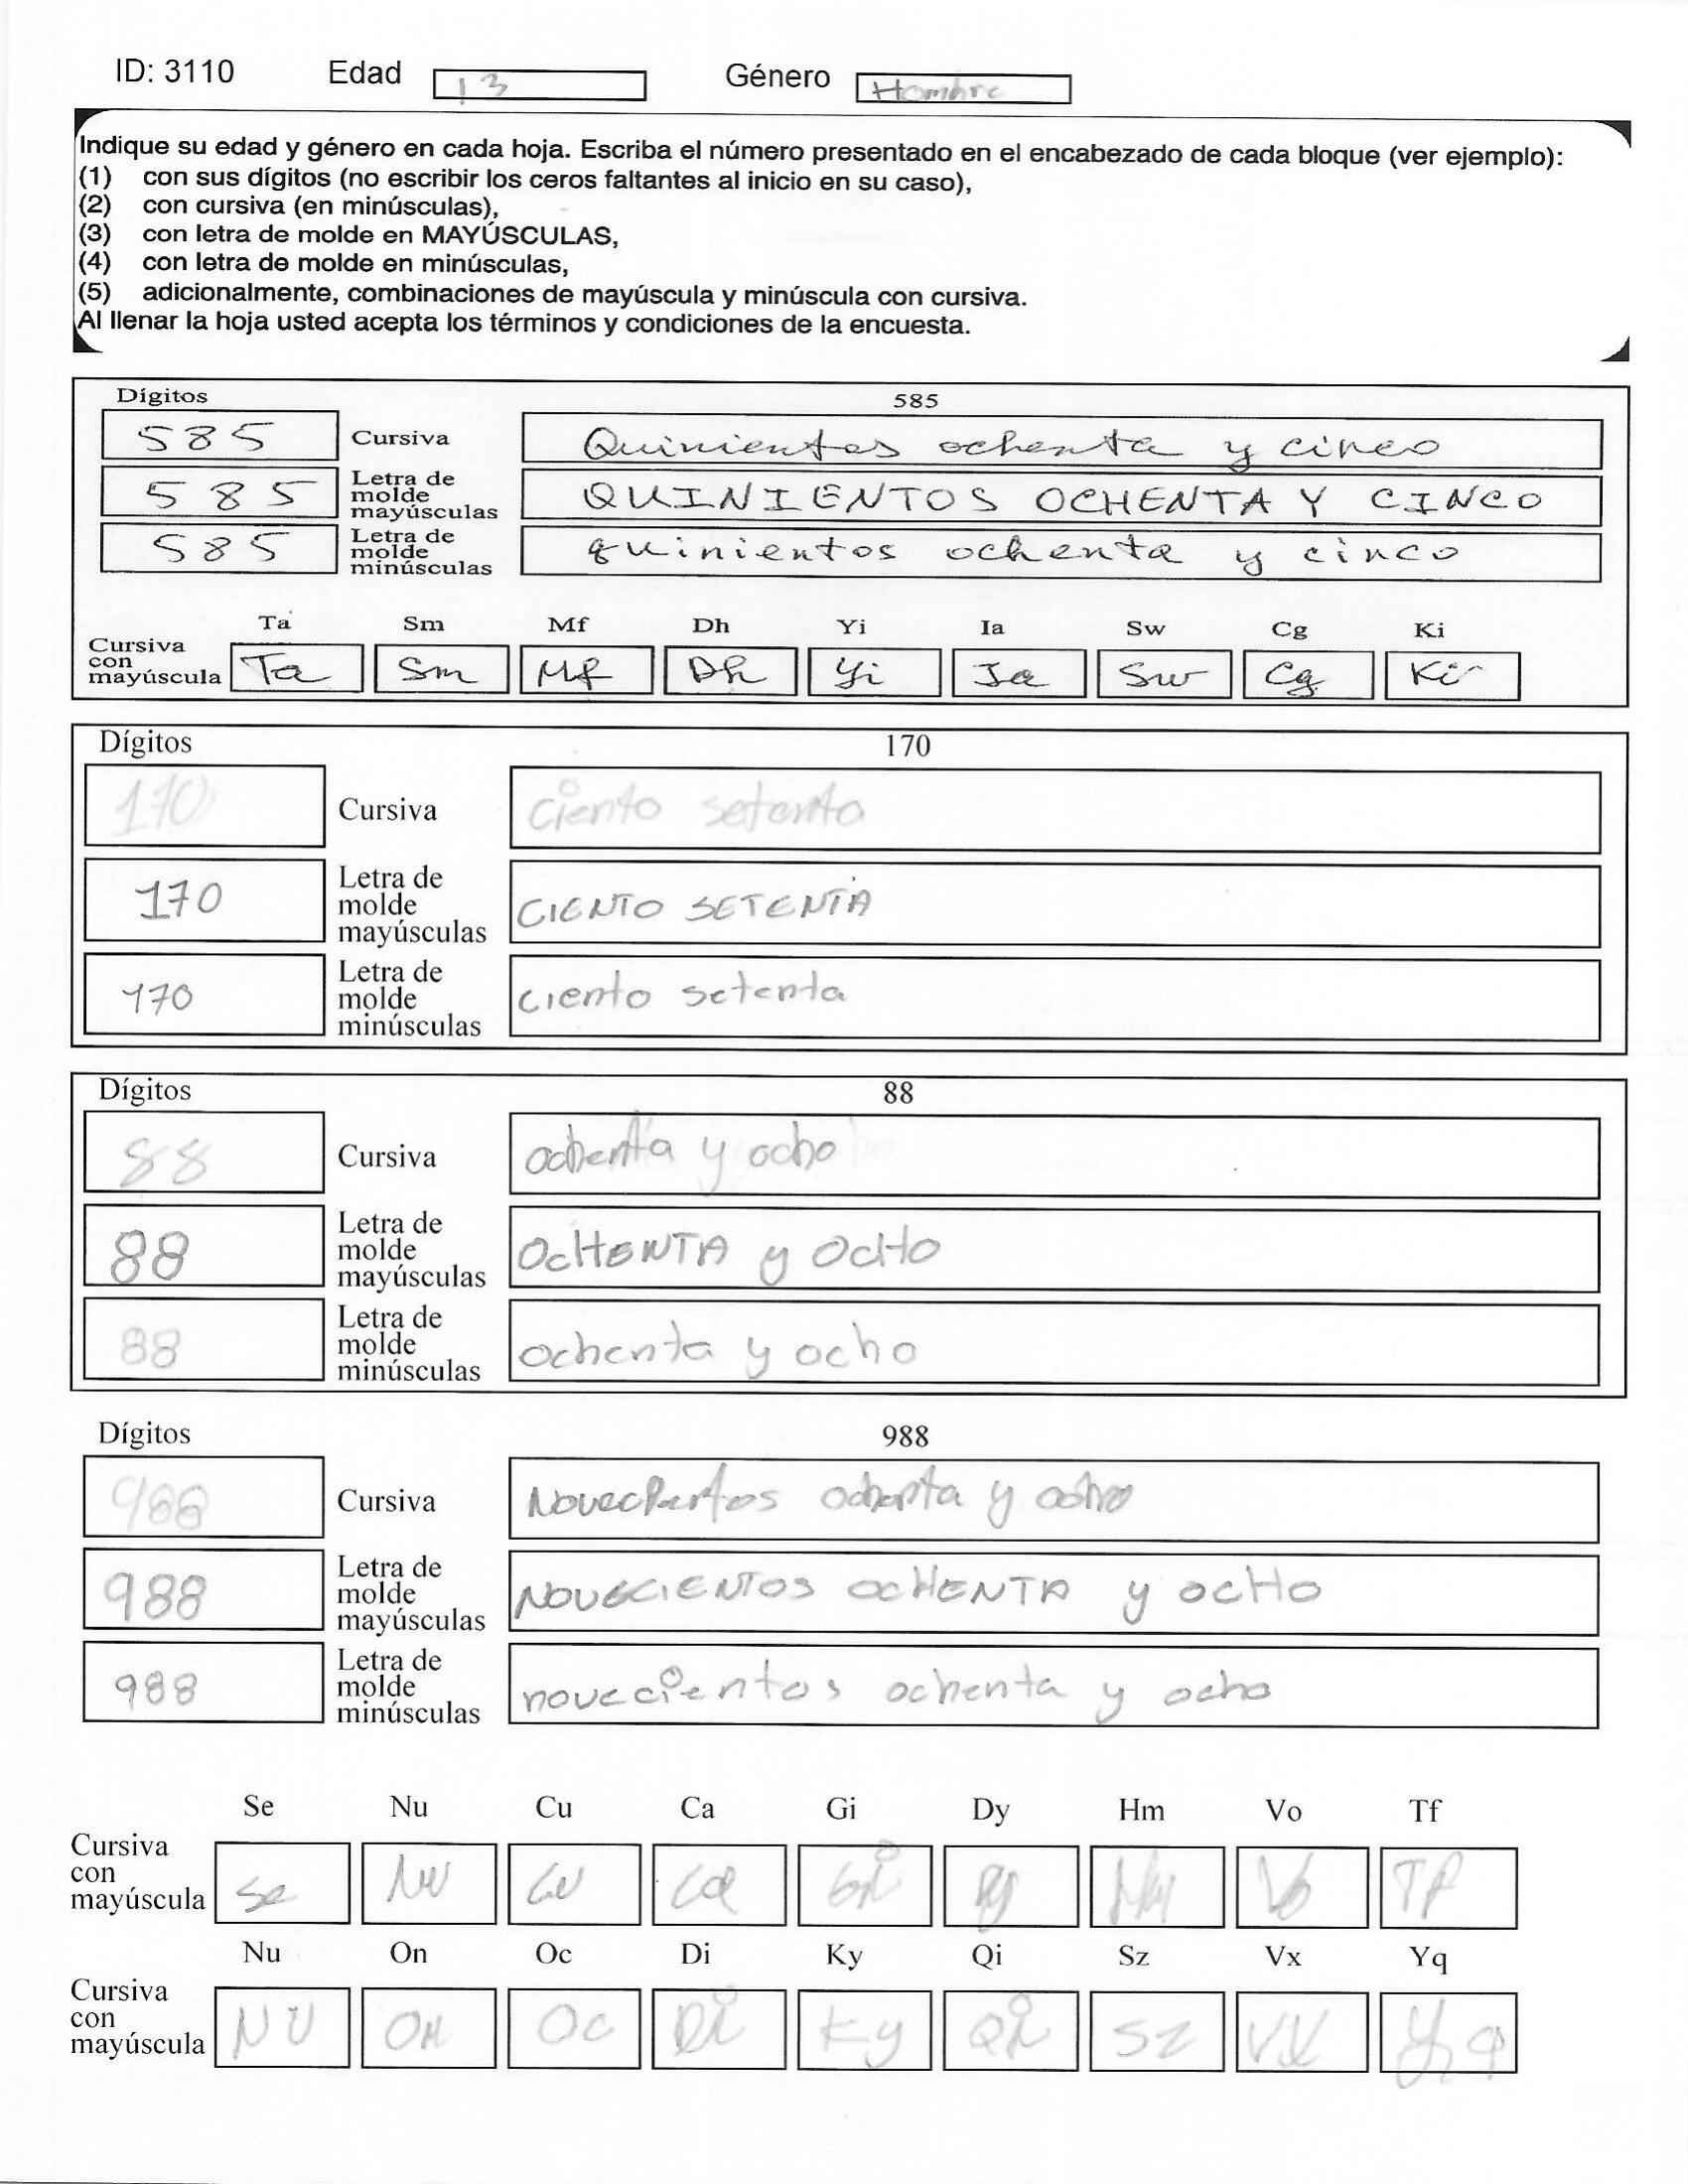 ID: 3110 Edad 13 Género Hombre
Indique su edad y género en cada hoja. Escriba el número presentado en el encabezado de cada bloque (ver ejemplo):
(1) con sus dígitos (no escribir los ceros faltantes al inicio en su caso),
(2) con cursiva (en minúsculas),
(3) con letra de molde en MAYÚSCULAS,
(4) con letra de molde en minúsculas,
(5) adicionalmente, combinaciones de mayúscula y minúscula con cursiva.
Al llenar la hoja usted acepta los términos y condiciones de la encuesta.
Dígitos 585
585 Cursiva Quinientos ochenta y cinco
585 Letra de molde mayúsculas QUINIENTOS OCHENTA Y CINCO
585 Letra de molde minúsculas quinientos ochenta y cinco
Ta Sm Mf Dh Yi Ia Sw Cg Ki
Cursiva con mayúscula Ta Sm Mf Dh Yi Ia Sw Cg Ki
Dígitos 170
170 Cursiva ciento setenta
170 Letra de molde mayúsculas CIENTO SETENTA
170 Letra de molde minúsculas ciento setenta
Dígitos 88
88 Cursiva ochenta y ocho
88 Letra de molde mayúsculas OcHENTA y OcHo
88 Letra de molde minúsculas ochenta y ocho
Dígitos 988
988 Cursiva Novecientos ochenta y ocho
988 Letra de molde mayúsculas NOVECIENTOS OCHENTA y ocHo
988 Letra de molde minúsculas novecientos ochenta y ocho
Se Nu Cu Ca Gi Dy Hm Vo Tf
Cursiva con mayúscula Se Nu Cu Ca Gi Dy Hm Vo Tf
Nu On Oc Di Ky Qi Sz Vx Yq
Cursiva con mayúscula NU On Oc Di Ky Qi Sz Vx Yq